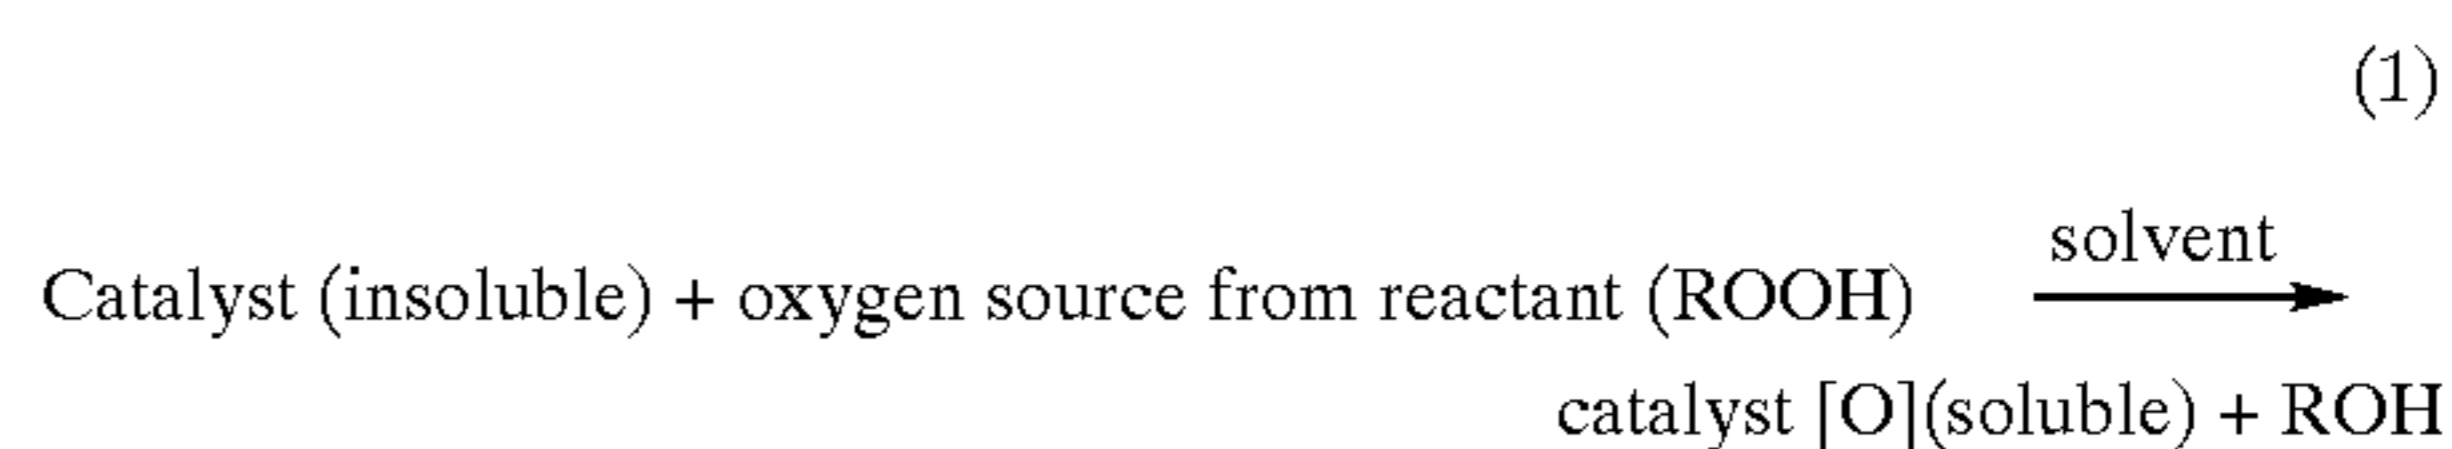 (1)
solvent
Catalyst (insoluble) + oxygen source from reactant (ROOH)
catalyst [O](soluble) + ROH